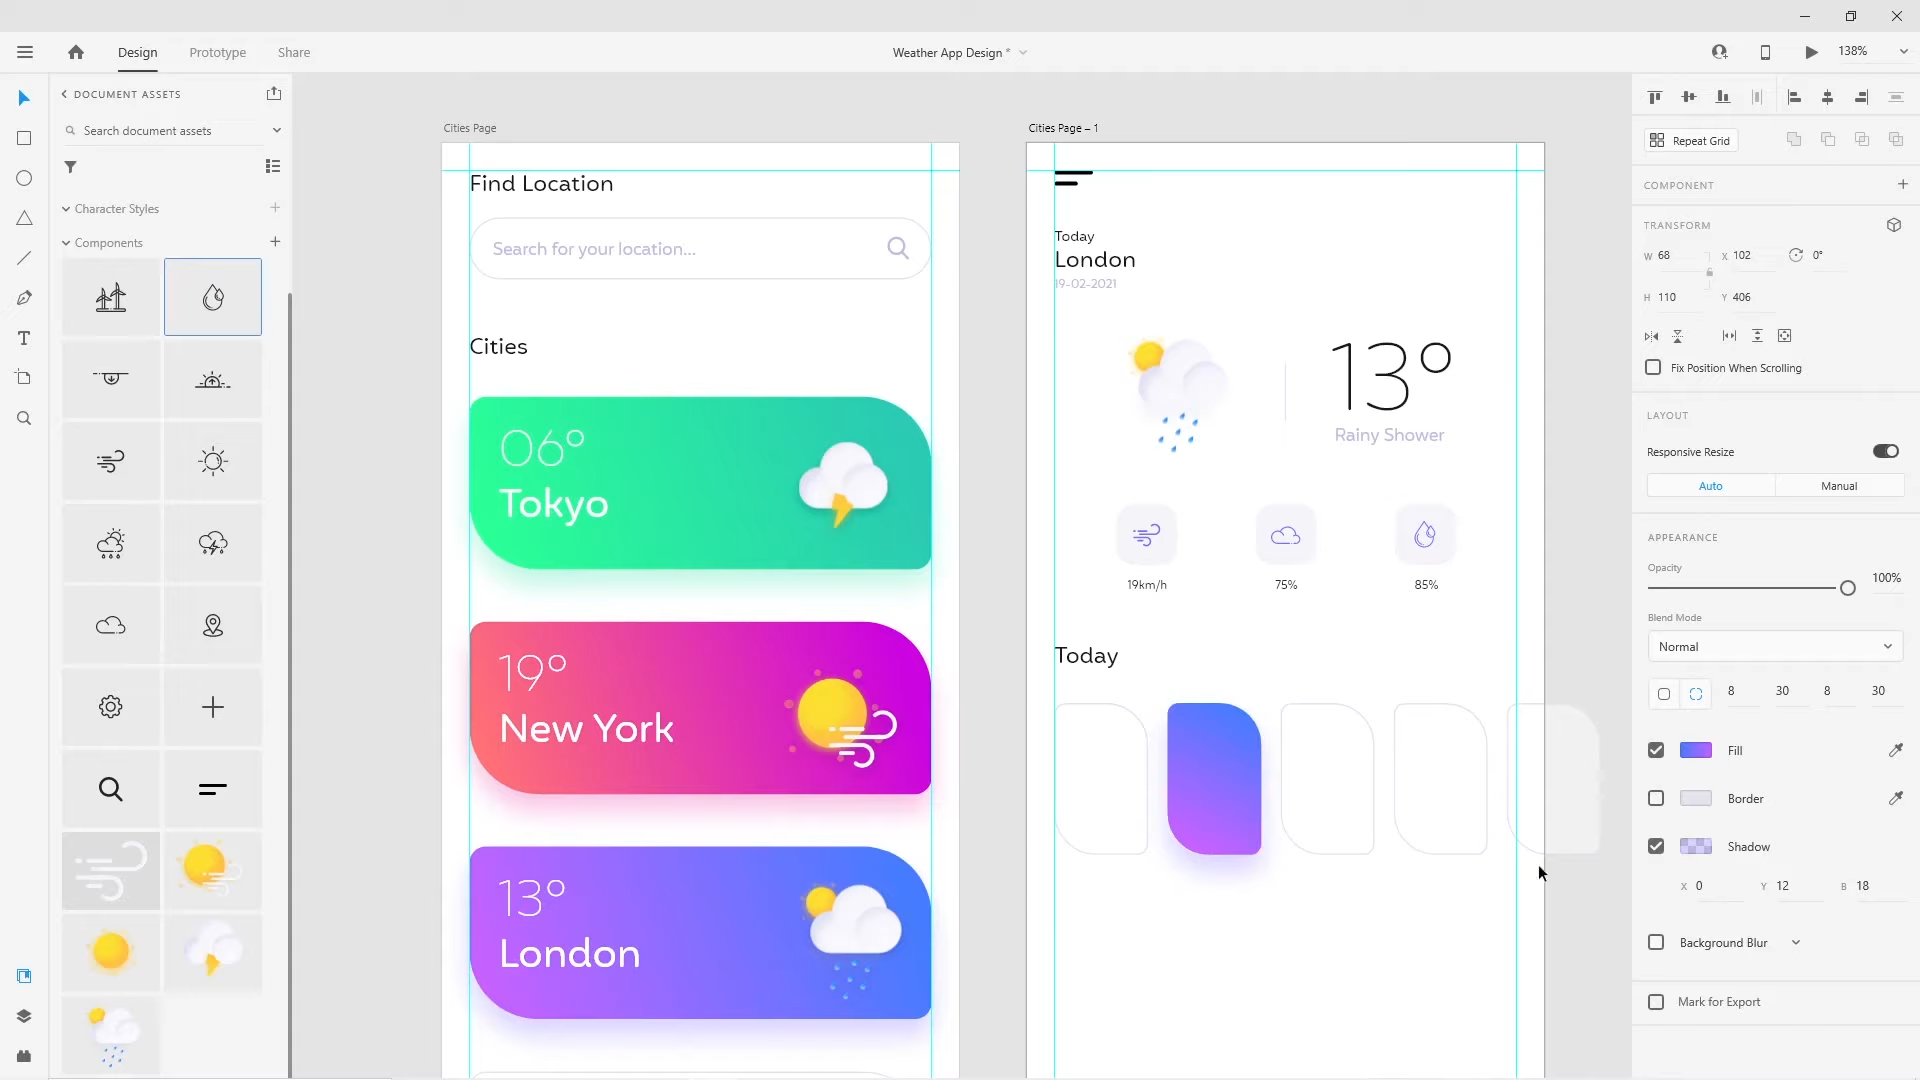 Design
Prototype
Share
Weather App Design *
138%
DOCUMENT ASSETS
Search document assets
Character Styles
Components
Cities Page
Find Location
Search for your location...
Cities
06°
Tokyo
19°
New York
13°
London
Cities Page – 1
Today
London
19-02-2021
13°
Rainy Shower
19km/h
75%
85%
Today
Repeat Grid
COMPONENT
TRANSFORM
W 68
X 102
0°
H 110
Y 406
Fix Position When Scrolling
LAYOUT
Responsive Resize
Auto
Manual
APPEARANCE
Opacity
100%
Blend Mode
Normal
8
30
8
30
Fill
Border
Shadow
X 0
Y 12
B 18
Background Blur
Mark for Export